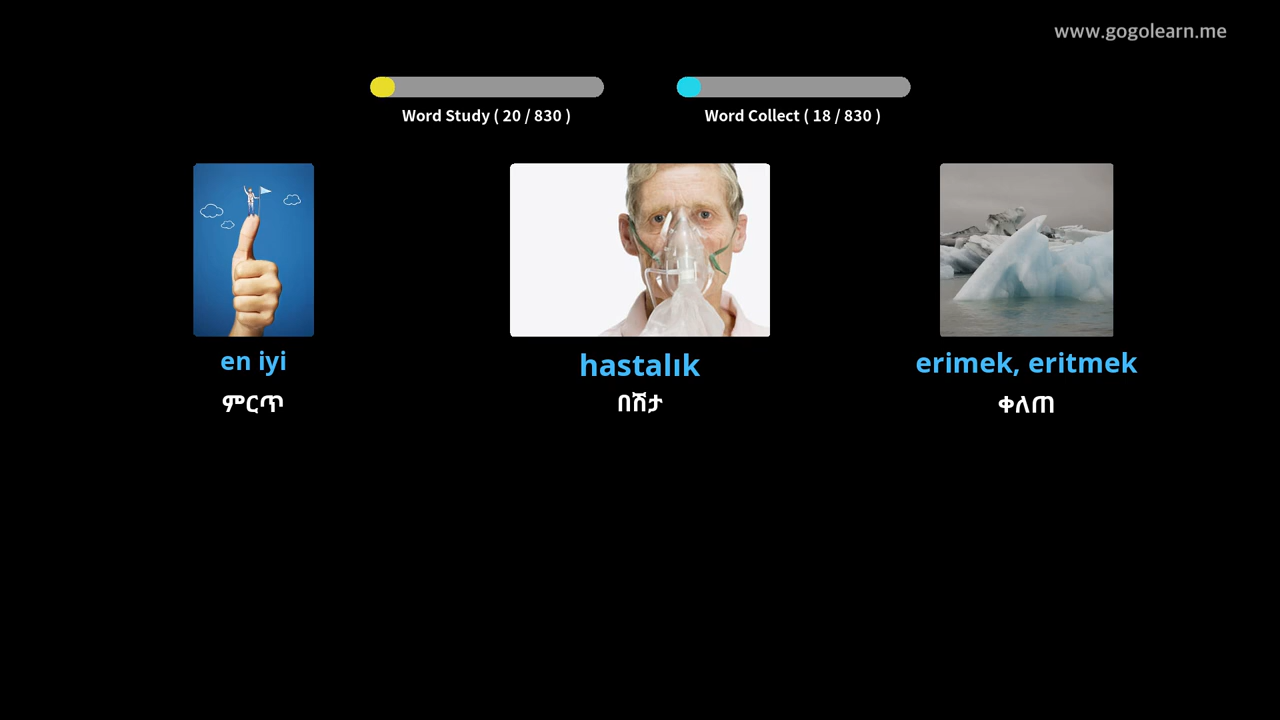 www.gogolearn.me
Word Study ( 20 / 830 )
Word Collect ( 18 / 830 )
en iyi
ምርጥ
hastalık
በሽታ
erimek, eritmek
ቀለጠ